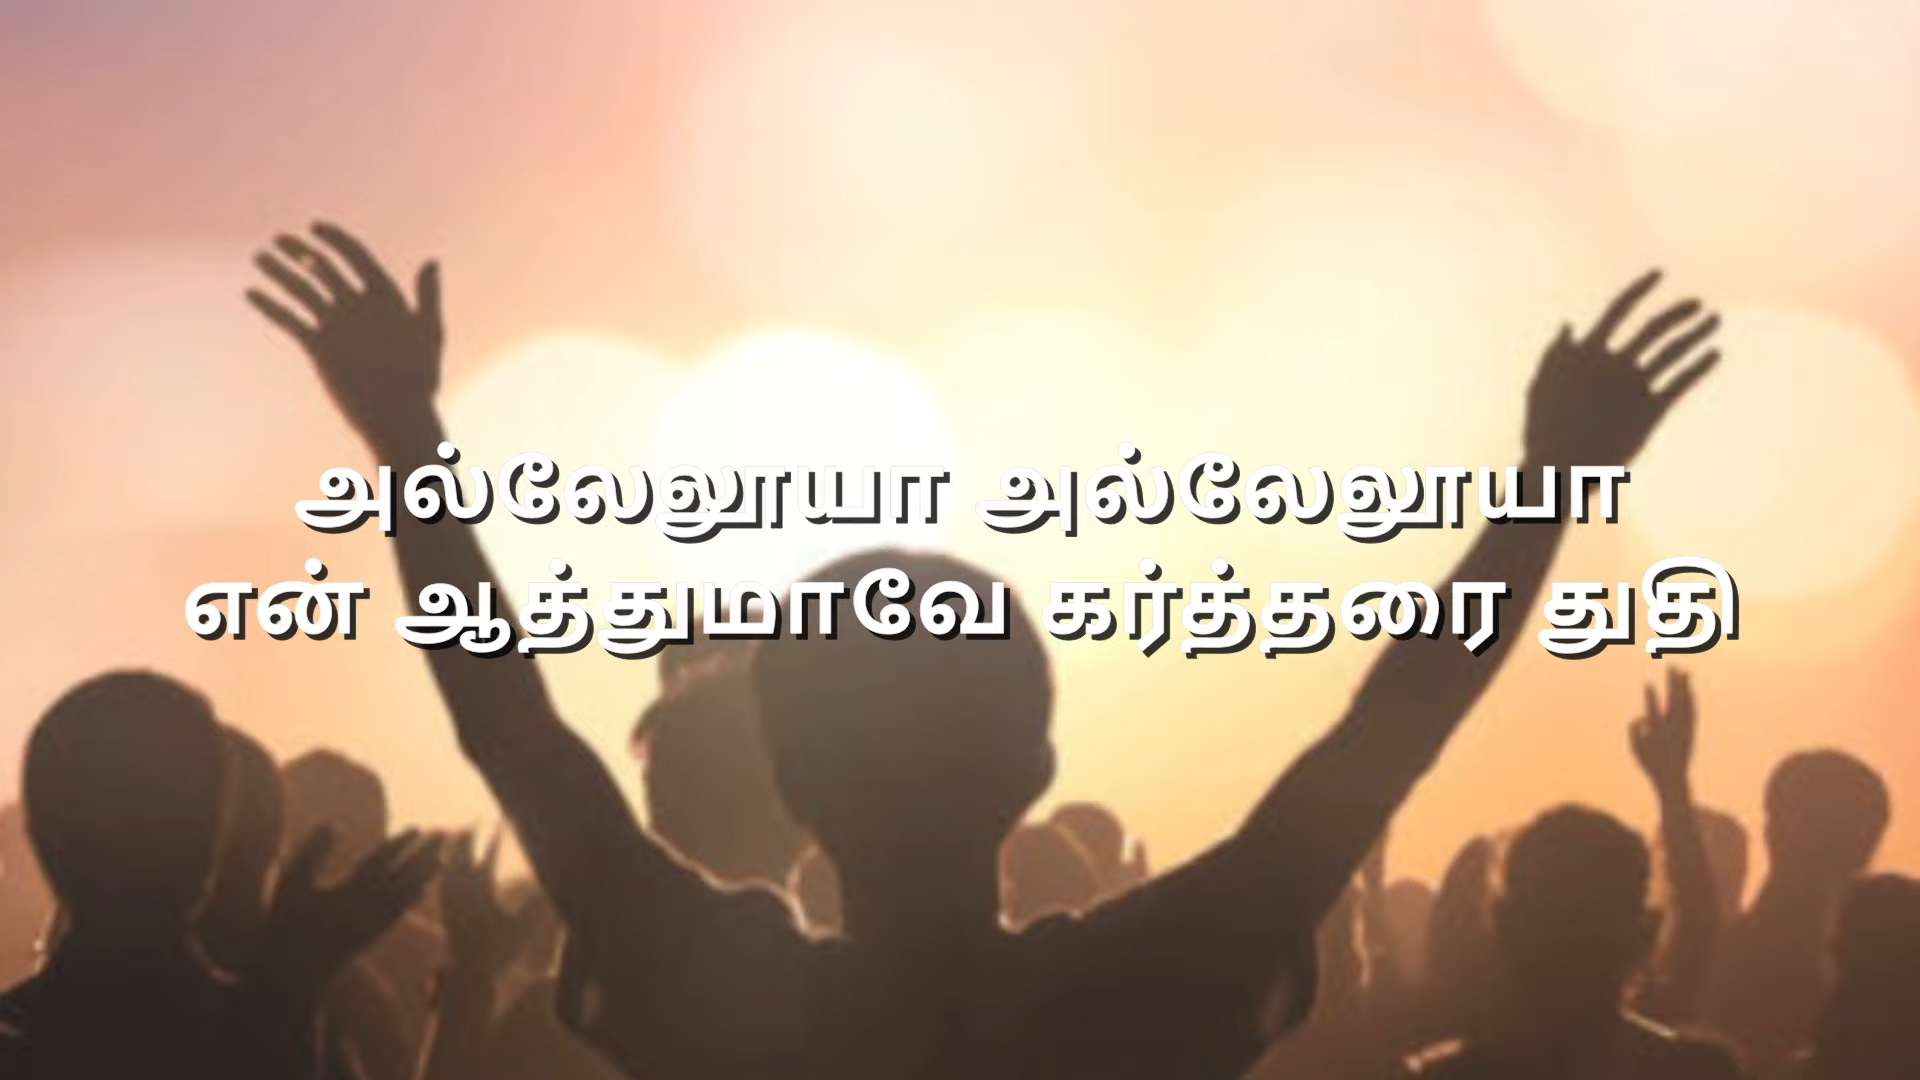 அல்லேலூயா அல்லேலூயா
என் ஆத்துமாவே கர்த்தரை துதி